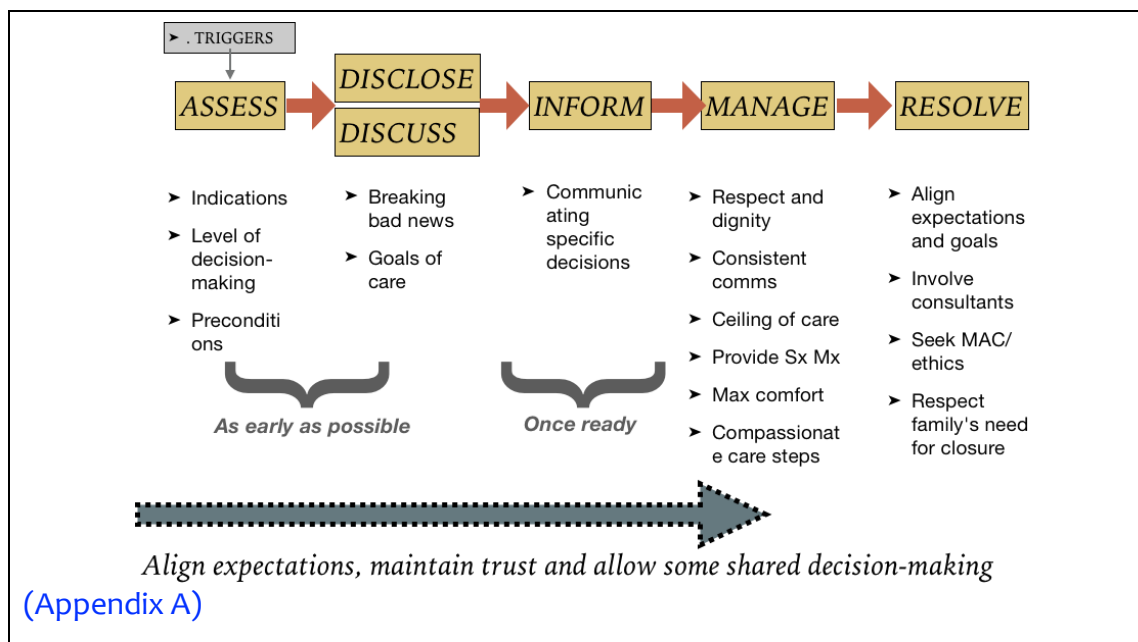 ➤ . TRIGGERS
ASSESS
DISCLOSE
DISCUSS
INFORM
MANAGE
RESOLVE
➤ Indications
➤ Level of
decision-
making
➤ Preconditi
ons
➤ Breaking
bad news
➤ Goals of
care
➤ Communic
ating
specific
decisions
➤ Respect and
dignity
➤ Consistent
comms
➤ Ceiling of care
➤ Provide Sx Mx
➤ Max comfort
➤ Compassionat
e care steps
➤ Align
expectations
and goals
➤ Involve
consultants
➤ Seek MAC/
ethics
➤ Respect
family's need
for closure
As early as possible
Once ready
Align expectations, maintain trust and allow some shared decision-making
(Appendix A)